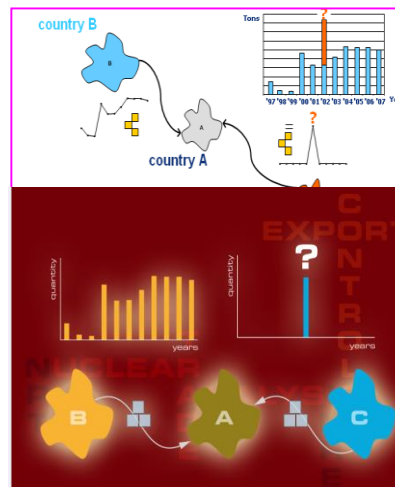 country B
Tons
?
B
'97 '98 '99 '00 '01 '02 '03 '04 '05 '06 '07
A
?
country A
EXPORT
CONTROL
?
quantity
years
quantity
years
NUCLEAR
B
A
C